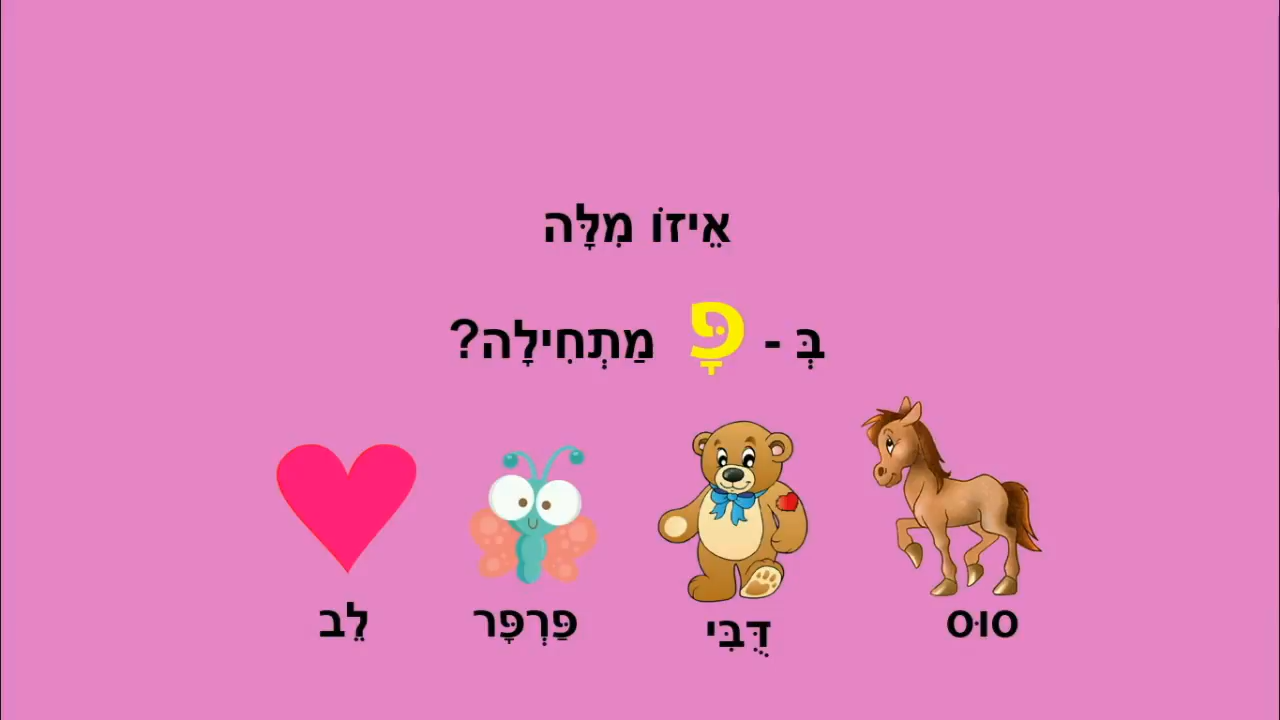 אֵיזוֹ מִלָּה
בְּ - פָּ מַתְחִילָה?
סוּס דֻּבִּי פַּרְפָּר לֵב